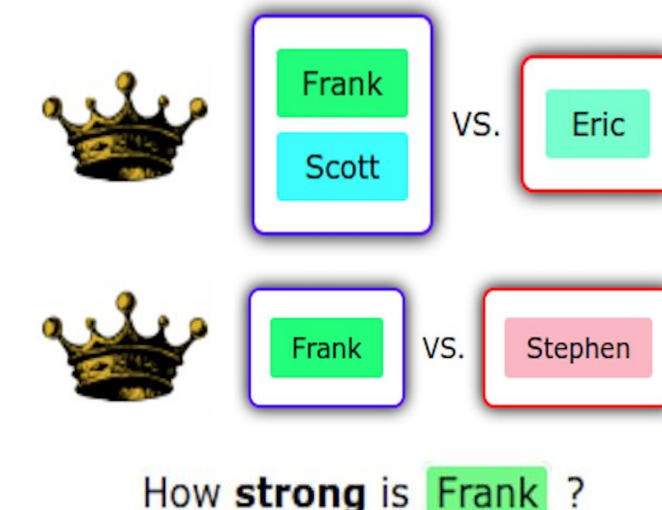 Frank
Scott
VS.
Eric
Frank
VS.
Stephen
How strong is Frank ?